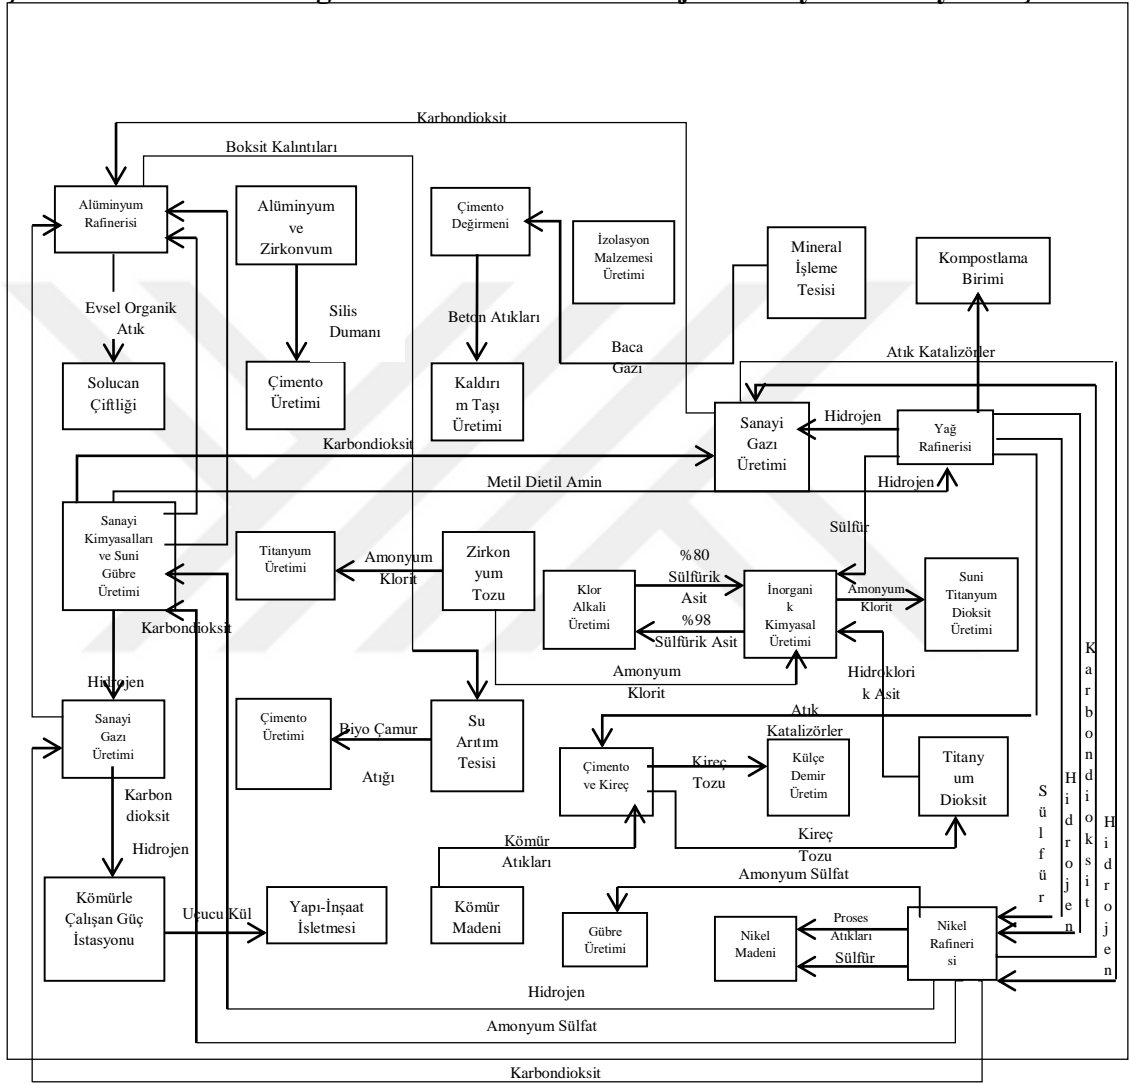 Karbondioksit
Boksit Kalıntıları
Alüminyum
Rafinerisi
Alüminyum
ve
Zirkonvum
Çimento
Değirmeni
İzolasyon
Malzemesi
Üretimi
Mineral
İşleme
Tesisi
Kompostlama
Birimi
Evsel Organik
Atık
Silis
Dumanı
Beton Atıkları
Baca
Gazı
Atık Katalizörler
Solucan
Çiftliği
Çimento
Üretimi
Kaldırı
m Taşı
Üretimi
Sanayi
Gazı
Üretimi
Hidrojen
Yağ
Rafinerisi
Karbondioksit
Metil Dietil Amin
Hidrojen
Sülfür
Sanayi
Kimyasalları
ve Suni
Gübre
Üretimi
Titanyum
Üretimi
Amonyum
Klorit
Zirkon
yum
Tozu
Klor
Alkali
Üretimi
%80
Sülfürik
Asit
%98
Sülfürik Asit
İnorgani
k
Kimyasal
Üretimi
Amonyum
Klorit
Suni
Titanyum
Dioksit
Üretimi
Karbondioksit
Amonyum
Klorit
Hidroklori
k Asit
Hidrojen
Sanayi
Gazı
Üretimi
Çimento
Üretimi
Biyo Çamur
Atığı
Su
Arıtım
Tesisi
Atık
Katalizörler
Çimento
ve Kireç
Kireç
Tozu
Külçe
Demir
Üretim
Titany
um
Dioksit
Karbon
dioksit
Hidrojen
Kömür
Atıkları
Kireç
Tozu
Sülfür
Hidrojen
Karbondioksit
Hidrojen
Amonyum Sülfat
Kömürle
Çalışan Güç
İstasyonu
Uçucu Kül
Yapı-İnşaat
İşletmesi
Kömür
Madeni
Gübre
Üretimi
Nikel
Madeni
Proses
Atıkları
Sülfür
Nikel
Rafineri
si
Hidrojen
Amonyum Sülfat
Karbondioksit